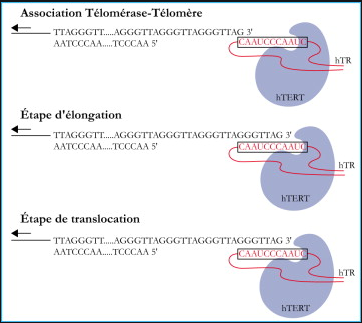 Association Télomérase-Télomère
TTAGGGTT.....AGGGTTAGGGTTAGGGTTAG 3'
AATCCCAA.....TCCCAA 5'
CAAUCCCAAUC
hTR
hTERT
Étape d'élongation
TTAGGGTT.....AGGGTTAGGGTTAGGGTTAGGGTTAG 3'
AATCCCAA.....TCCCAA 5'
CAAUCCCAAUC
hTR
hTERT
Étape de translocation
TTAGGGTT.....AGGGTTAGGGTTAGGGTTAGGGTTAG 3'
AATCCCAA.....TCCCAA 5'
CAAUCCCAAUC
hTR
hTERT